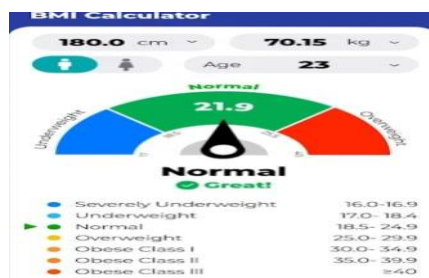 BMI Calculator
180.0 cm
70.15 kg
Age 23
Normal
21.9
Underweight
Overweight
18.5
Normal
Great!
Severely Underweight 16.0-16.9
Underweight 17.0- 18.4
Normal 18.5- 24.9
Overweight 25.0- 29.9
Obese Class I 30.0- 34.9
Obese Class II 35.0- 39.9
Obese Class III ≥40